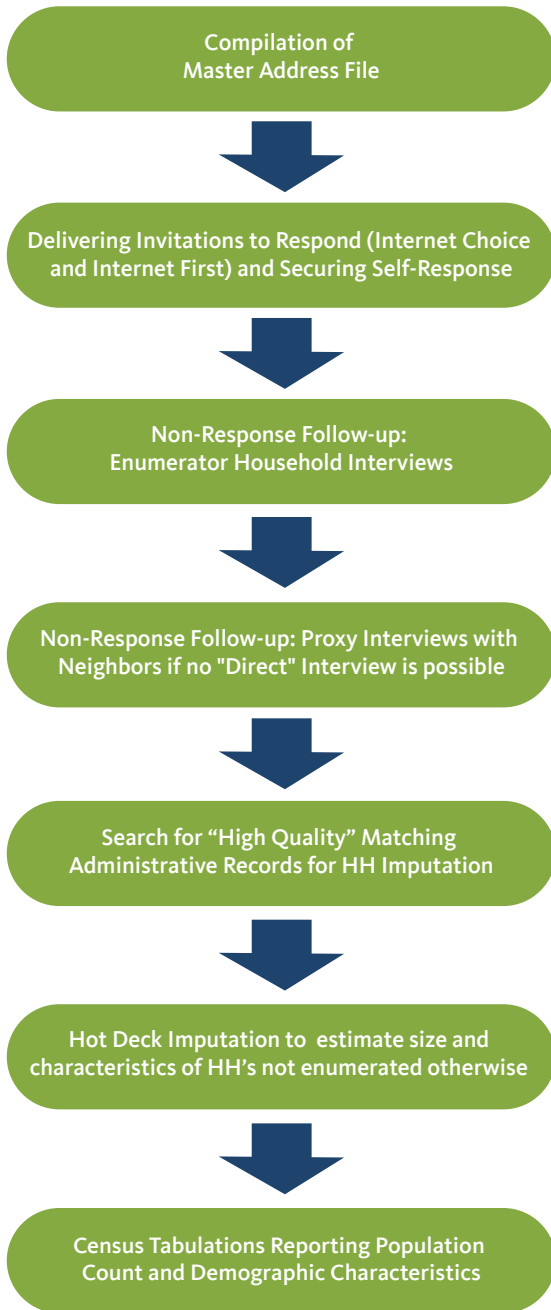 Compilation of
Master Address File
Delivering Invitations to Respond (Internet Choice
and Internet First) and Securing Self-Response
Non-Response Follow-up:
Enumerator Household Interviews
Non-Response Follow-up: Proxy Interviews with
Neighbors if no "Direct" Interview is possible
Search for “High Quality” Matching
Administrative Records for HH Imputation
Hot Deck Imputation to estimate size and
characteristics of HH’s not enumerated otherwise
Census Tabulations Reporting Population
Count and Demographic Characteristics